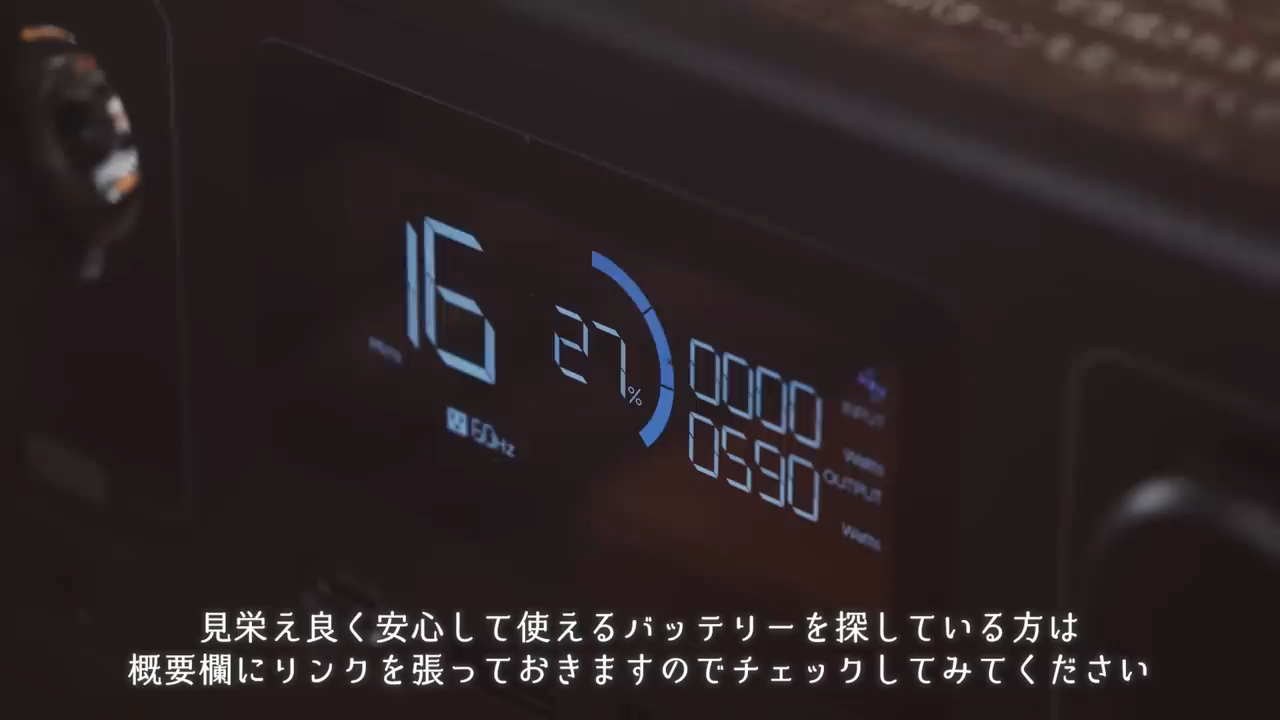 16
Mins
60Hz
27%
0000
INPUT
Watts
0590
OUTPUT
Watts
見栄え良く安心して使えるバッテリーを探している方は
概要欄にリンクを張っておきますのでチェックしてみてください